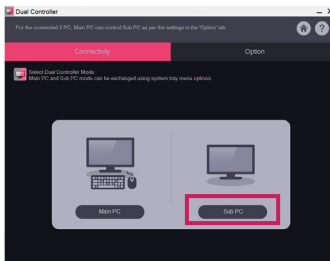 Dual Controller
For the connected 2 PC, Main PC can control Sub PC as per the settings in the 'Option' tab.
Connectivity
Option
Select Dual Controller Mode.
Main PC and Sub PC mode can be exchanged using system tray menu options.
Main PC
Sub PC